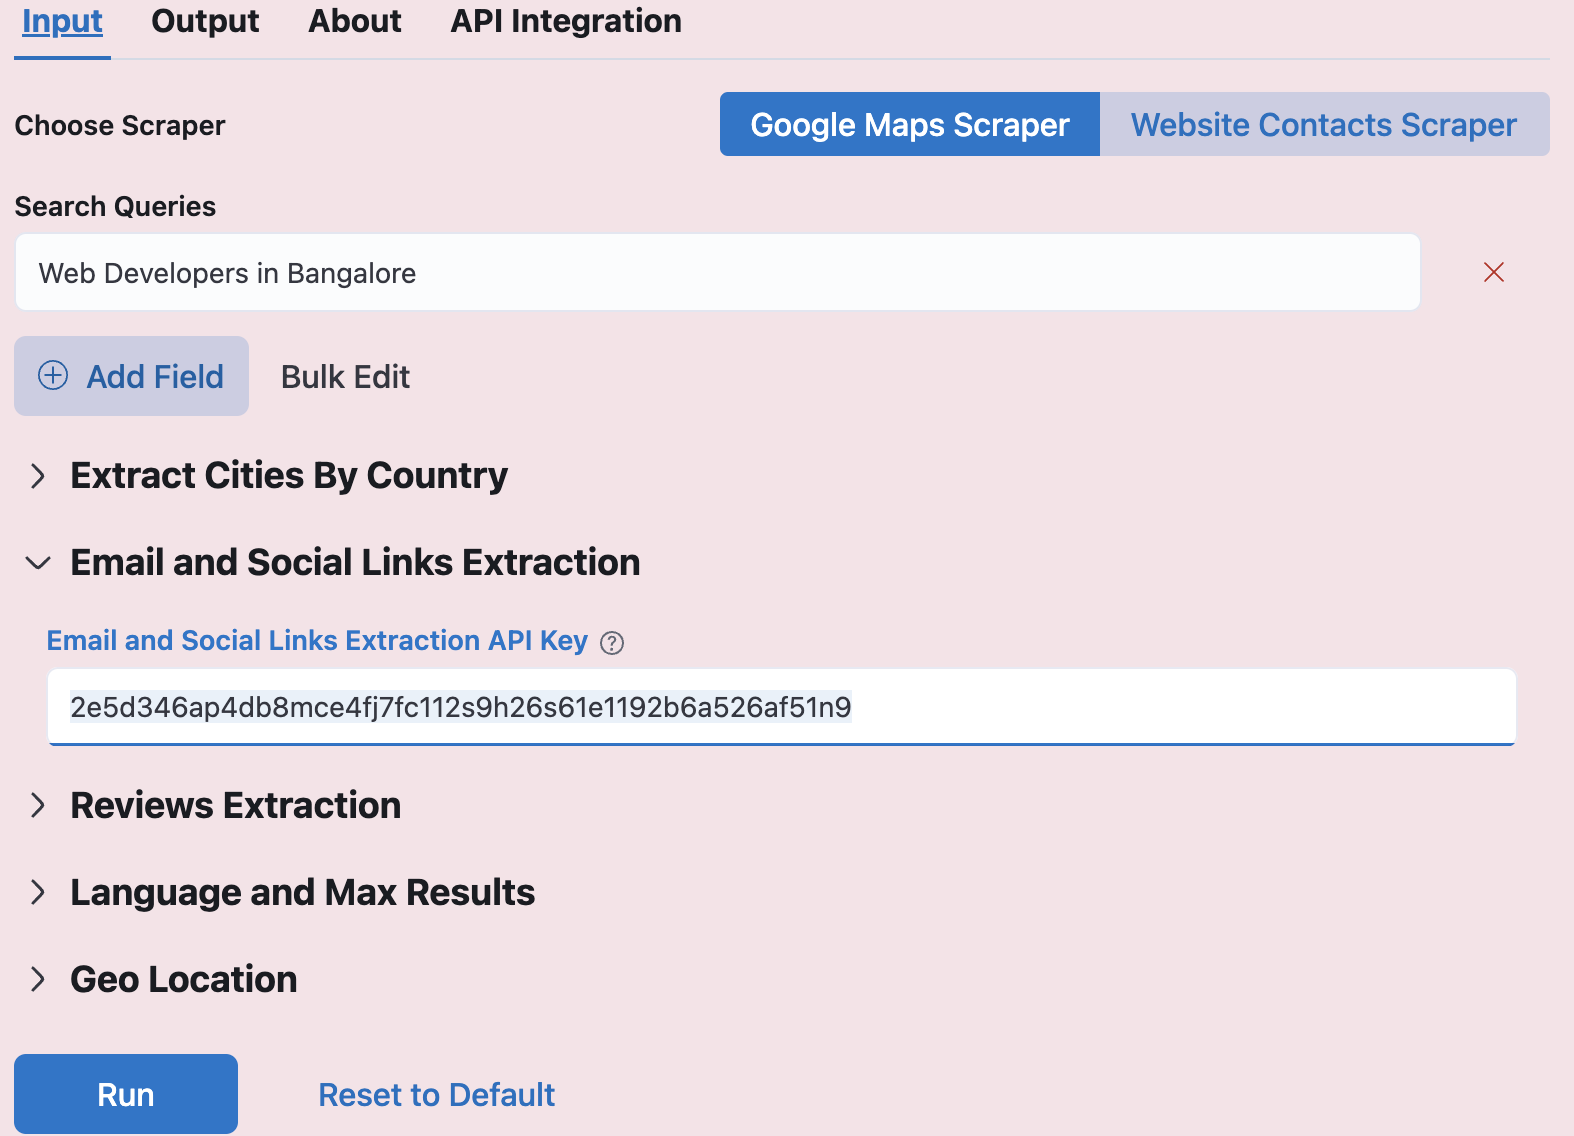 Input Output About API Integration
Choose Scraper Google Maps Scraper Website Contacts Scraper
Search Queries
Web Developers in Bangalore
Add Field Bulk Edit
Extract Cities By Country
Email and Social Links Extraction
Email and Social Links Extraction API Key ?
2e5d346ap4db8mce4fj7fc112s9h26s61e1192b6a526af51n9
Reviews Extraction
Language and Max Results
Geo Location
Run Reset to Default